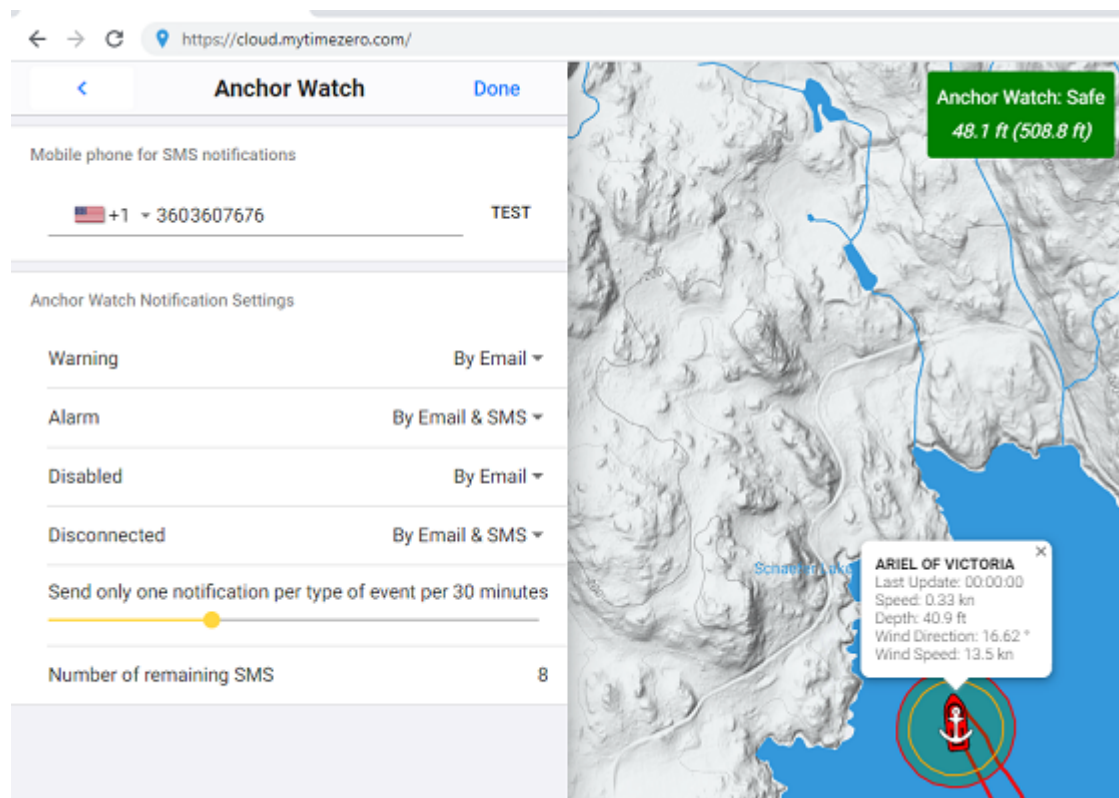 https://cloud.mytimezero.com/
Anchor Watch
Done
Mobile phone for SMS notifications
+1 3603607676
TEST
Anchor Watch Notification Settings
Warning By Email
Alarm By Email & SMS
Disabled By Email
Disconnected By Email & SMS
Send only one notification per type of event per 30 minutes
Number of remaining SMS 8
Anchor Watch: Safe
48.1 ft (508.8 ft)
Schaefer Lake
ARIEL OF VICTORIA
Last Update: 00:00:00
Speed: 0.33 kn
Depth: 40.9 ft
Wind Direction: 16.62 °
Wind Speed: 13.5 kn